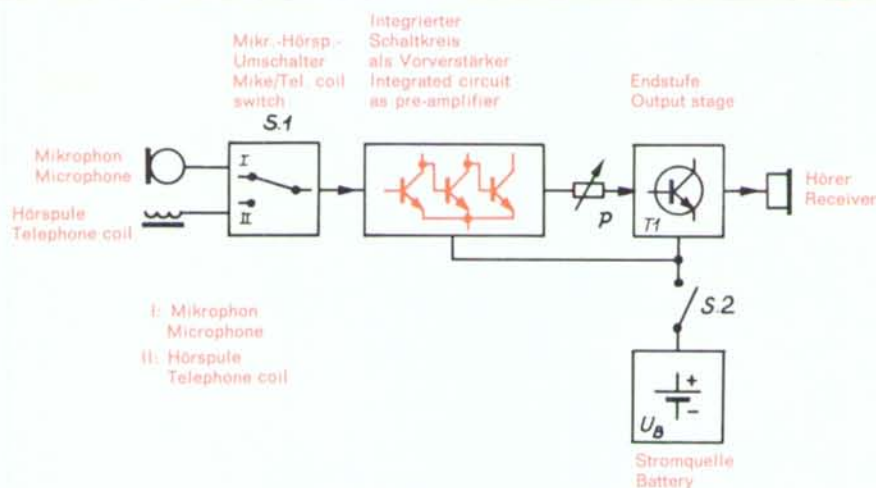 Mikr.-Hörsp.-
Umschalter
Mike/Tel. coil
switch
S.1
Integrierter
Schaltkreis
als Vorverstärker
Integrated circuit
as pre-amplifier
Endstufe
Output stage
Mikrophon
Microphone
I
Hörspule
Telephone coil
II
P
T1
Hörer
Receiver
S.2
I: Mikrophon
Microphone
II: Hörspule
Telephone coil
+
−
U_B
Stromquelle
Battery